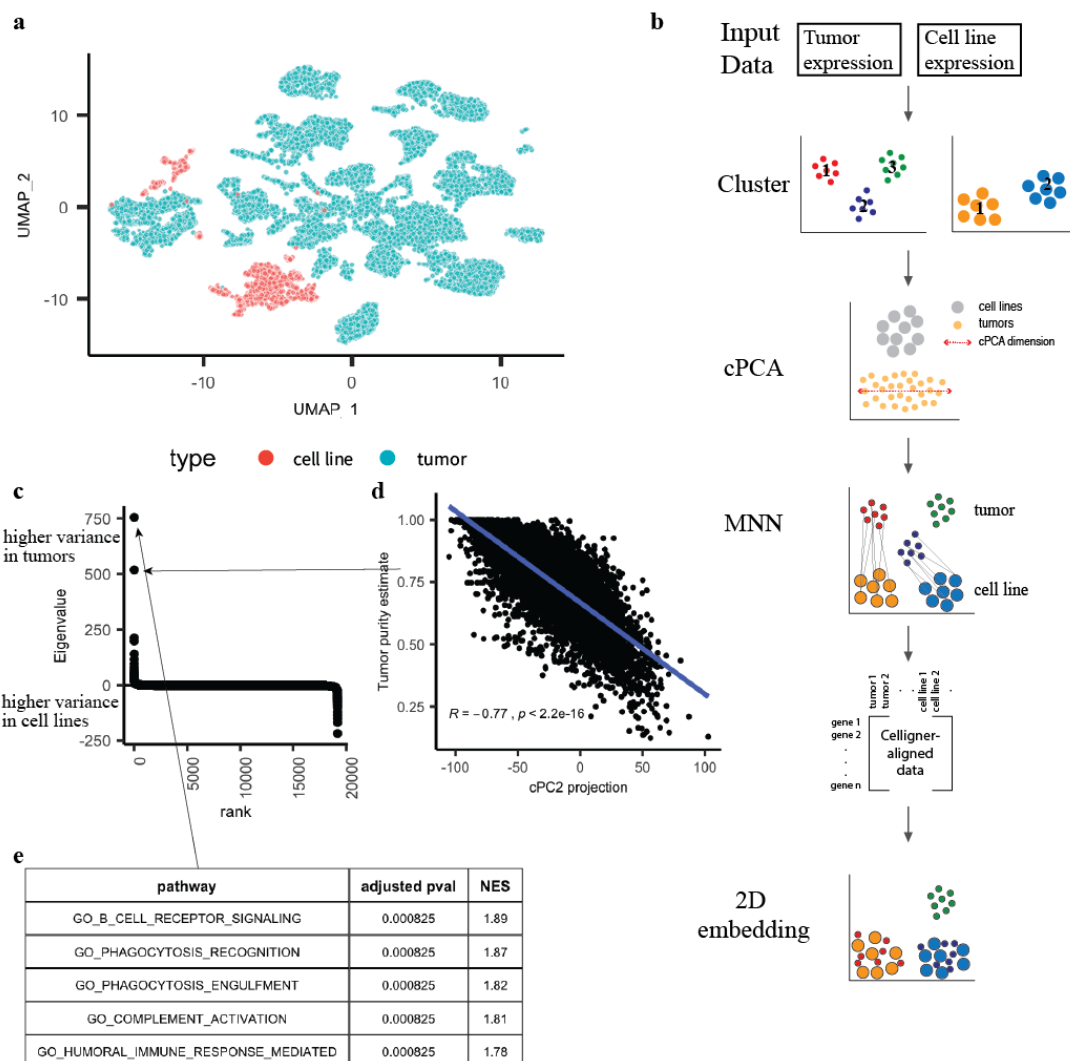 a
UMAP_2
10
0
-10
-10
0
10
UMAP_1
type
cell line
tumor
b
Input
Data
Tumor
expression
Cell line
expression
Cluster
1
2
3
1
2
cPCA
cell lines
tumors
cPCA dimension
MNN
tumor
cell line
tumor 1
tumor 2
. .
cell line 1
cell line 2
.
gene 1
gene 2
.
.
.
gene n
Celligner-
aligned
data
2D
embedding
c
higher variance
in tumors
higher variance
in cell lines
Eigenvalue
750
500
250
0
-250
0
5000
10000
15000
20000
rank
d
Tumor purity estimate
1.00
0.75
0.50
0.25
R = −0.77 , p < 2.2e-16
-100
-50
0
50
100
cPC2 projection
e
pathway adjusted pval NES
GO_B_CELL_RECEPTOR_SIGNALING 0.000825 1.89
GO_PHAGOCYTOSIS_RECOGNITION 0.000825 1.87
GO_PHAGOCYTOSIS_ENGULFMENT 0.000825 1.82
GO_COMPLEMENT_ACTIVATION 0.000825 1.81
GO_HUMORAL_IMMUNE_RESPONSE_MEDIATED 0.000825 1.78